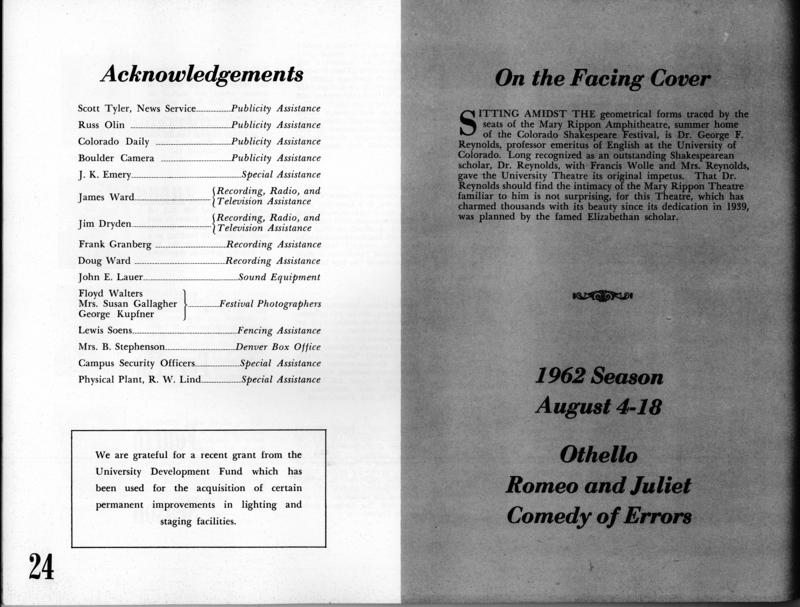 Acknowledgements
Scott Tyler, News Service Publicity Assistance
Russ Olin Publicity Assistance
Colorado Daily Publicity Assistance
Boulder Camera Publicity Assistance
J. K. Emery Special Assistance
James Ward { Recording, Radio, and
Television Assistance
Jim Dryden { Recording, Radio, and
Television Assistance
Frank Granberg Recording Assistance
Doug Ward Recording Assistance
John E. Lauer Sound Equipment
Floyd Walters
Mrs. Susan Gallagher } Festival Photographers
George Kupfner
Lewis Soens Fencing Assistance
Mrs. B. Stephenson Denver Box Office
Campus Security Officers Special Assistance
Physical Plant, R. W. Lind Special Assistance
We are grateful for a recent grant from the
University Development Fund which has
been used for the acquisition of certain
permanent improvements in lighting and
staging facilities.
24
On the Facing Cover
SITTING AMIDST THE geometrical forms traced by the
seats of the Mary Rippon Amphitheatre, summer home
of the Colorado Shakespeare Festival, is Dr. George F.
Reynolds, professor emeritus of English at the University of
Colorado. Long recognized as an outstanding Shakespearean
scholar, Dr. Reynolds, with Francis Wolle and Mrs. Reynolds,
gave the University Theatre its original impetus. That Dr.
Reynolds should find the intimacy of the Mary Rippon Theatre
familiar to him is not surprising, for this Theatre, which has
charmed thousands with its beauty since its dedication in 1939,
was planned by the famed Elizabethan scholar.
1962 Season
August 4-18
Othello
Romeo and Juliet
Comedy of Errors